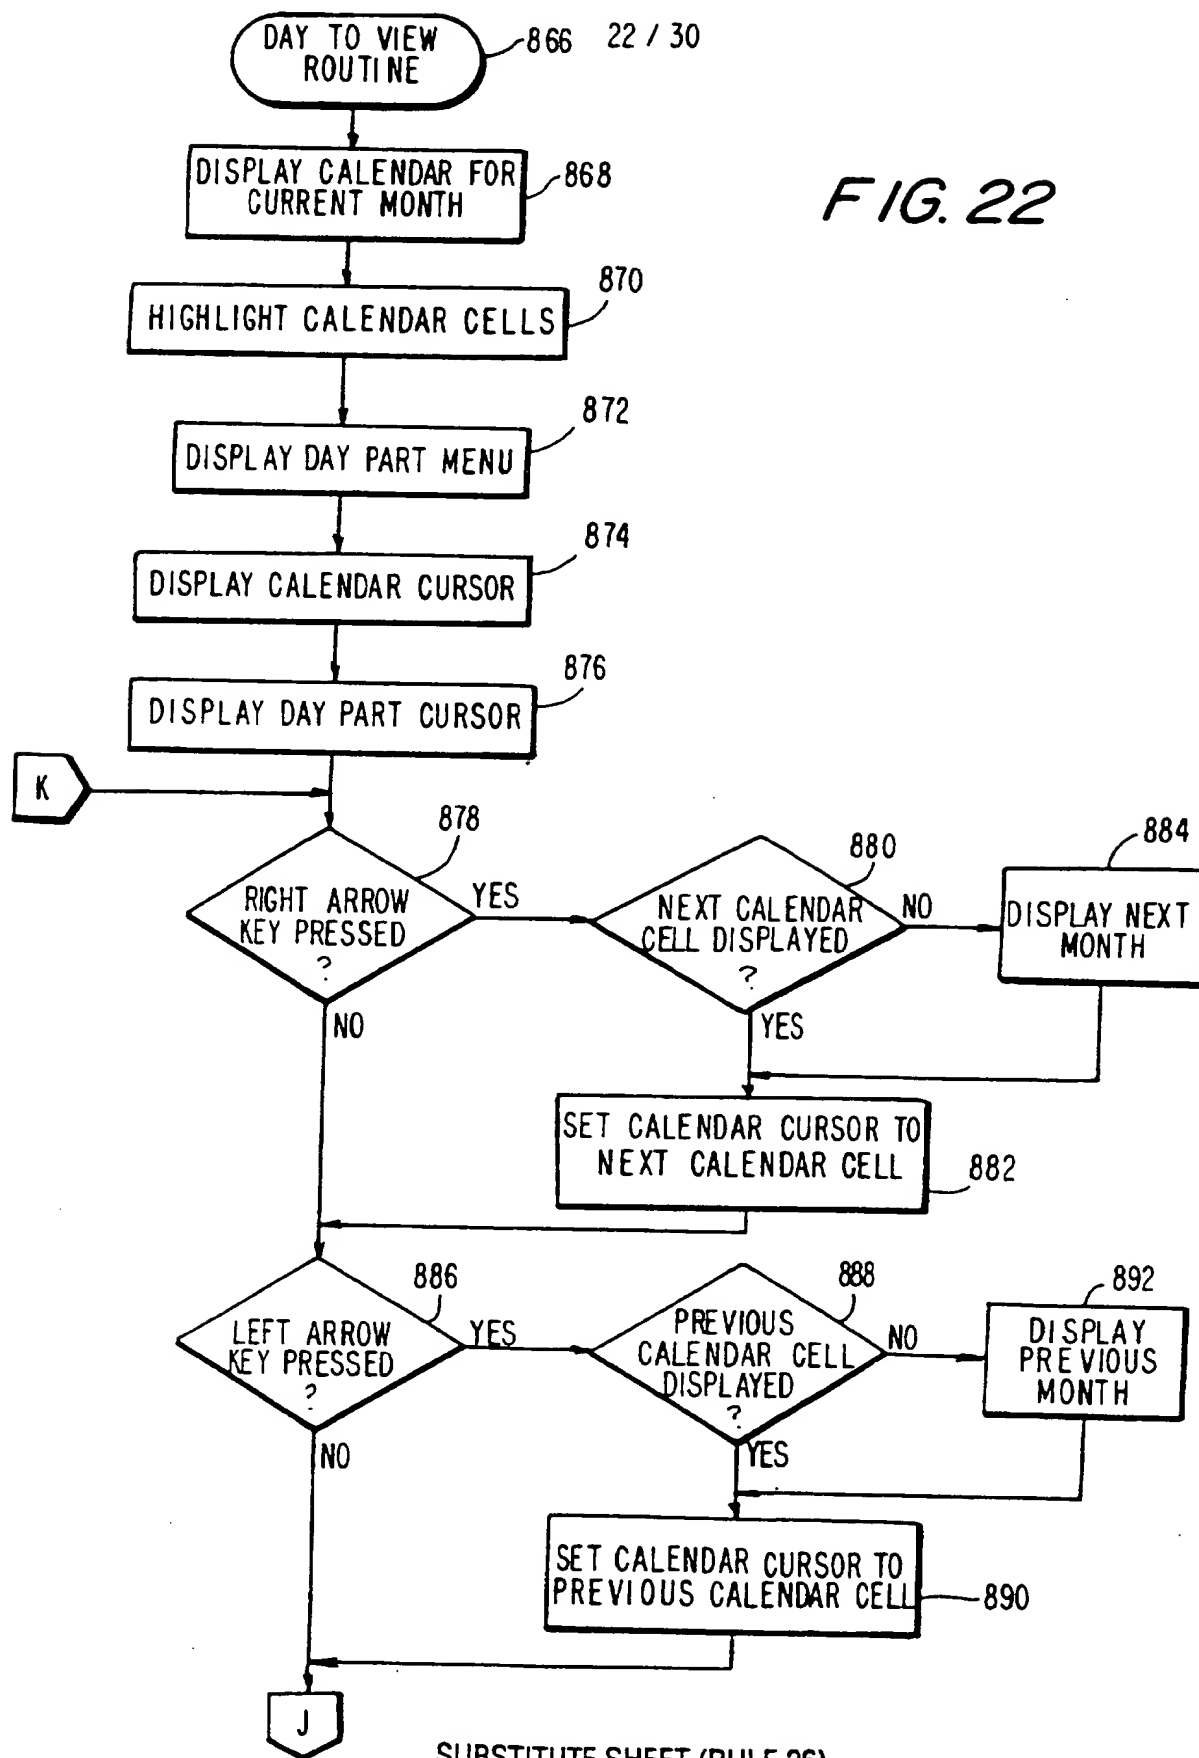 DAY TO VIEW
ROUTINE
866
22 / 30
DISPLAY CALENDAR FOR
CURRENT MONTH
868
FIG. 22
870
HIGHLIGHT CALENDAR CELLS
872
DISPLAY DAY PART MENU
874
DISPLAY CALENDAR CURSOR
876
DISPLAY DAY PART CURSOR
K
878
RIGHT ARROW
KEY PRESSED
?
YES
NO
880
NEXT CALENDAR
CELL DISPLAYED
?
NO
YES
884
DISPLAY NEXT
MONTH
SET CALENDAR CURSOR TO
NEXT CALENDAR CELL
882
886
LEFT ARROW
KEY PRESSED
?
YES
NO
888
PREVIOUS
CALENDAR CELL
DISPLAYED
?
NO
YES
892
DISPLAY
PREVIOUS
MONTH
SET CALENDAR CURSOR TO
PREVIOUS CALENDAR CELL
890
J
SUBSTITUTE SHEET (RULE 26)